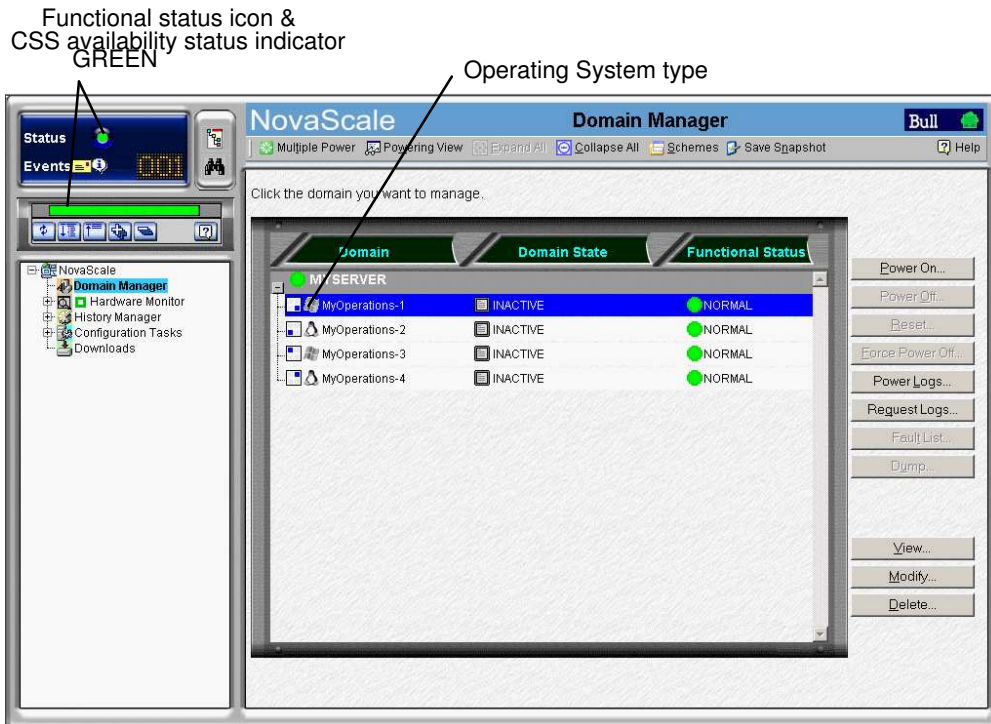 Functional status icon &
CSS availability status indicator
GREEN
Operating System type
Status
Events
001
NovaScale
Domain Manager
Bull
Multiple Power
Powering View
Expand All
Collapse All
Schemes
Save Snapshot
Help
Click the domain you want to manage.
Domain
Domain State
Functional Status
NovaScale
Domain Manager
Hardware Monitor
History Manager
Configuration Tasks
Downloads
MYSERVER
MyOperations-1 INACTIVE NORMAL
MyOperations-2 INACTIVE NORMAL
MyOperations-3 INACTIVE NORMAL
MyOperations-4 INACTIVE NORMAL
Power On...
Power Off...
Reset...
Force Power Off...
Power Logs...
Request Logs...
Fault List...
Dump...
View...
Modify...
Delete...